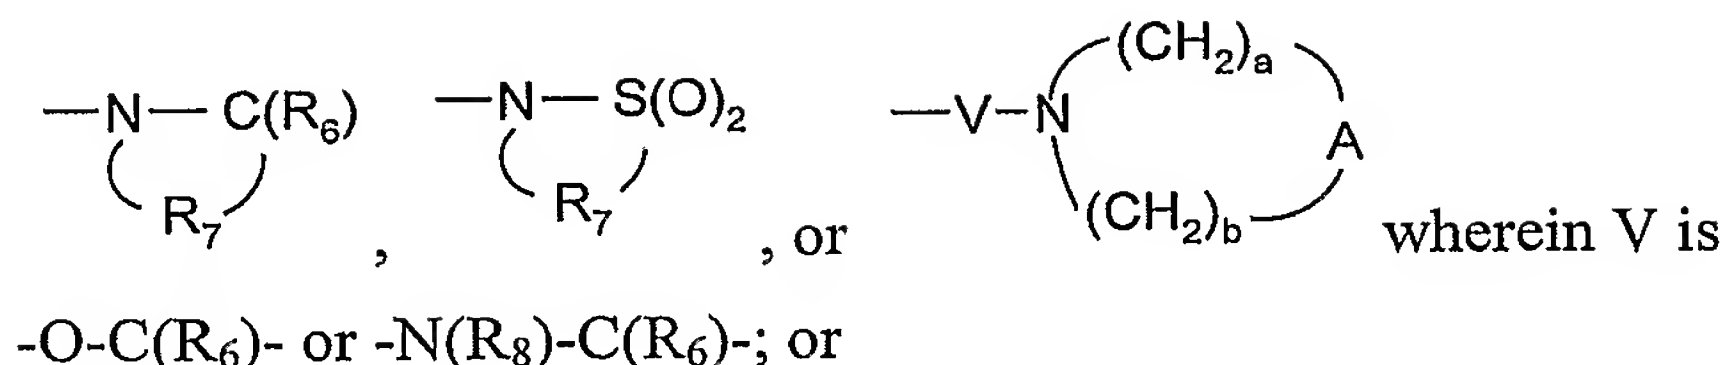 —N—C(R₆) R₇ , —N—S(O)₂ R₇ , or —V—N (CH₂)ₐ A (CH₂)b wherein V is
-O-C(R₆)- or -N(R₈)-C(R₆)-; or